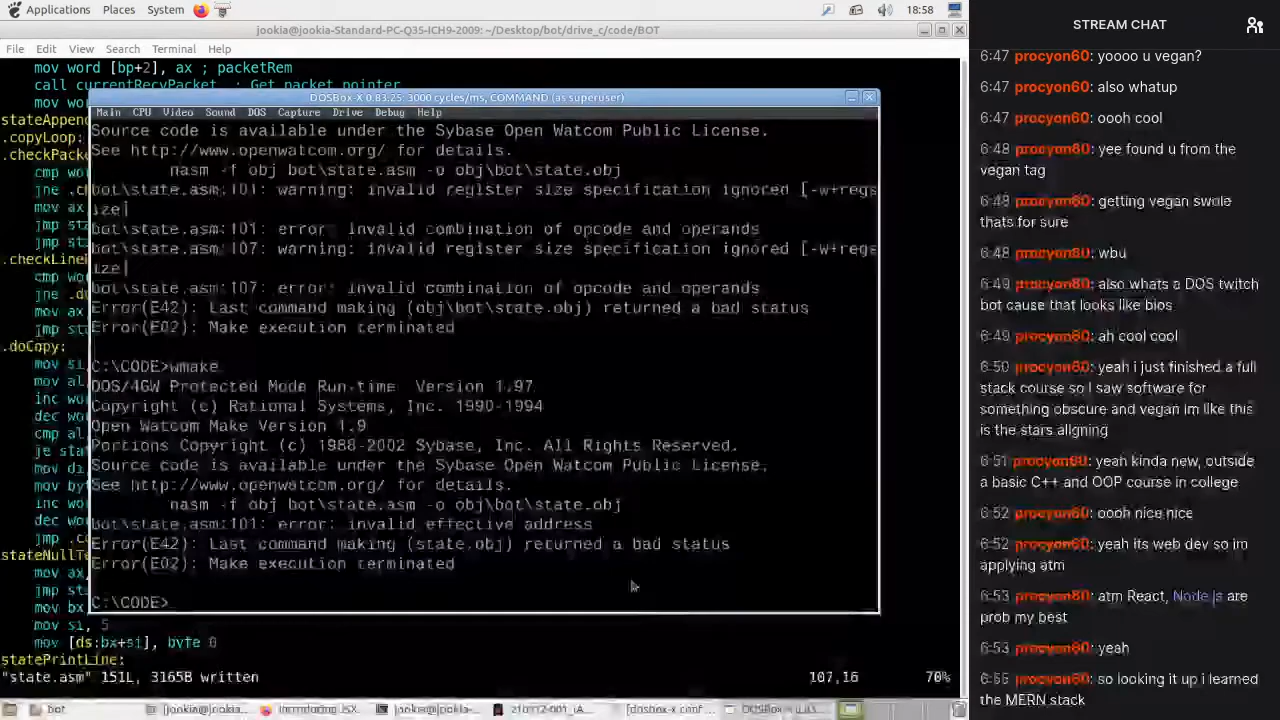 Applications Places System 18:58
jookia@jookia-Standard-PC-Q35-ICH9-2009: ~/Desktop/bot/drive_c/code/BOT
File Edit View Search Terminal Help
mov word [bp+2], ax ; packetRem
call currentRecvPacket ; Get packet pointer
mov wor
stateAppen
.copyLoop:
.checkPack
cmp wo
jne .c
mov ax
jmp st
.checkLine
cmp wo
jne .d
mov ax
jmp st
.doCopy:
mov si
mov al
inc wo
dec wo
cmp al
je sta
mov di
mov by
inc wo
dec wo
jmp .c
stateNullTe
mov ax
jmp st
mov bx
mov si, 5
mov [ds:bx+si], byte 0
statePrintLine:
"state.asm" 151L, 3165B written 107,16 70%
DOSBox-X 0.83.25: 3000 cycles/ms, COMMAND (as superuser)
Main CPU Video Sound DOS Capture Drive Debug Help
Source code is available under the Sybase Open Watcom Public License.
See http://www.openwatcom.org/ for details.
nasm -f obj bot\state.asm -o obj\bot\state.obj
bot\state.asm:101: warning: invalid register size specification ignored [-w+regs
ize]
bot\state.asm:101: error: invalid combination of opcode and operands
bot\state.asm:107: warning: invalid register size specification ignored [-w+regs
ize]
bot\state.asm:107: error: invalid combination of opcode and operands
Error(E42): Last command making (obj\bot\state.obj) returned a bad status
Error(E02): Make execution terminated
C:\CODE>wmake
DOS/4GW Protected Mode Run-time Version 1.97
Copyright (c) Rational Systems, Inc. 1990-1994
Open Watcom Make Version 1.9
Portions Copyright (c) 1988-2002 Sybase, Inc. All Rights Reserved.
Source code is available under the Sybase Open Watcom Public License.
See http://www.openwatcom.org/ for details.
nasm -f obj bot\state.asm -o obj\bot\state.obj
bot\state.asm:101: error: invalid effective address
Error(E42): Last command making (state.obj) returned a bad status
Error(E02): Make execution terminated
C:\CODE>_
bot [jookia@jookia... Introducing JSX... [jookia@jookia-... [dosbox-x.conf ... DOSBox-X 0.83...
STREAM CHAT
6:47 procyon60: yoooo u vegan?
6:47 procyon60: also whatup
6:47 procyon60: oooh cool
6:48 procyon60: yee found u from the
vegan tag
6:48 procyon60: getting vegan swole
thats for sure
6:48 procyon60: wbu
6:49 procyon60: also whats a DOS twitch
bot cause that looks like bios
6:49 procyon60: ah cool cool
6:50 procyon60: yeah i just finished a full
stack course so I saw software for
something obscure and vegan im like this
is the stars aligning
6:51 procyon60: yeah kinda new, outside
a basic C++ and OOP course in college
6:52 procyon60: oooh nice nice
6:52 procyon60: yeah its web dev so im
applying atm
6:53 procyon60: atm React, Node.js are
prob my best
6:53 procyon60: yeah
6:55 procyon60: so looking it up i learned
the MERN stack